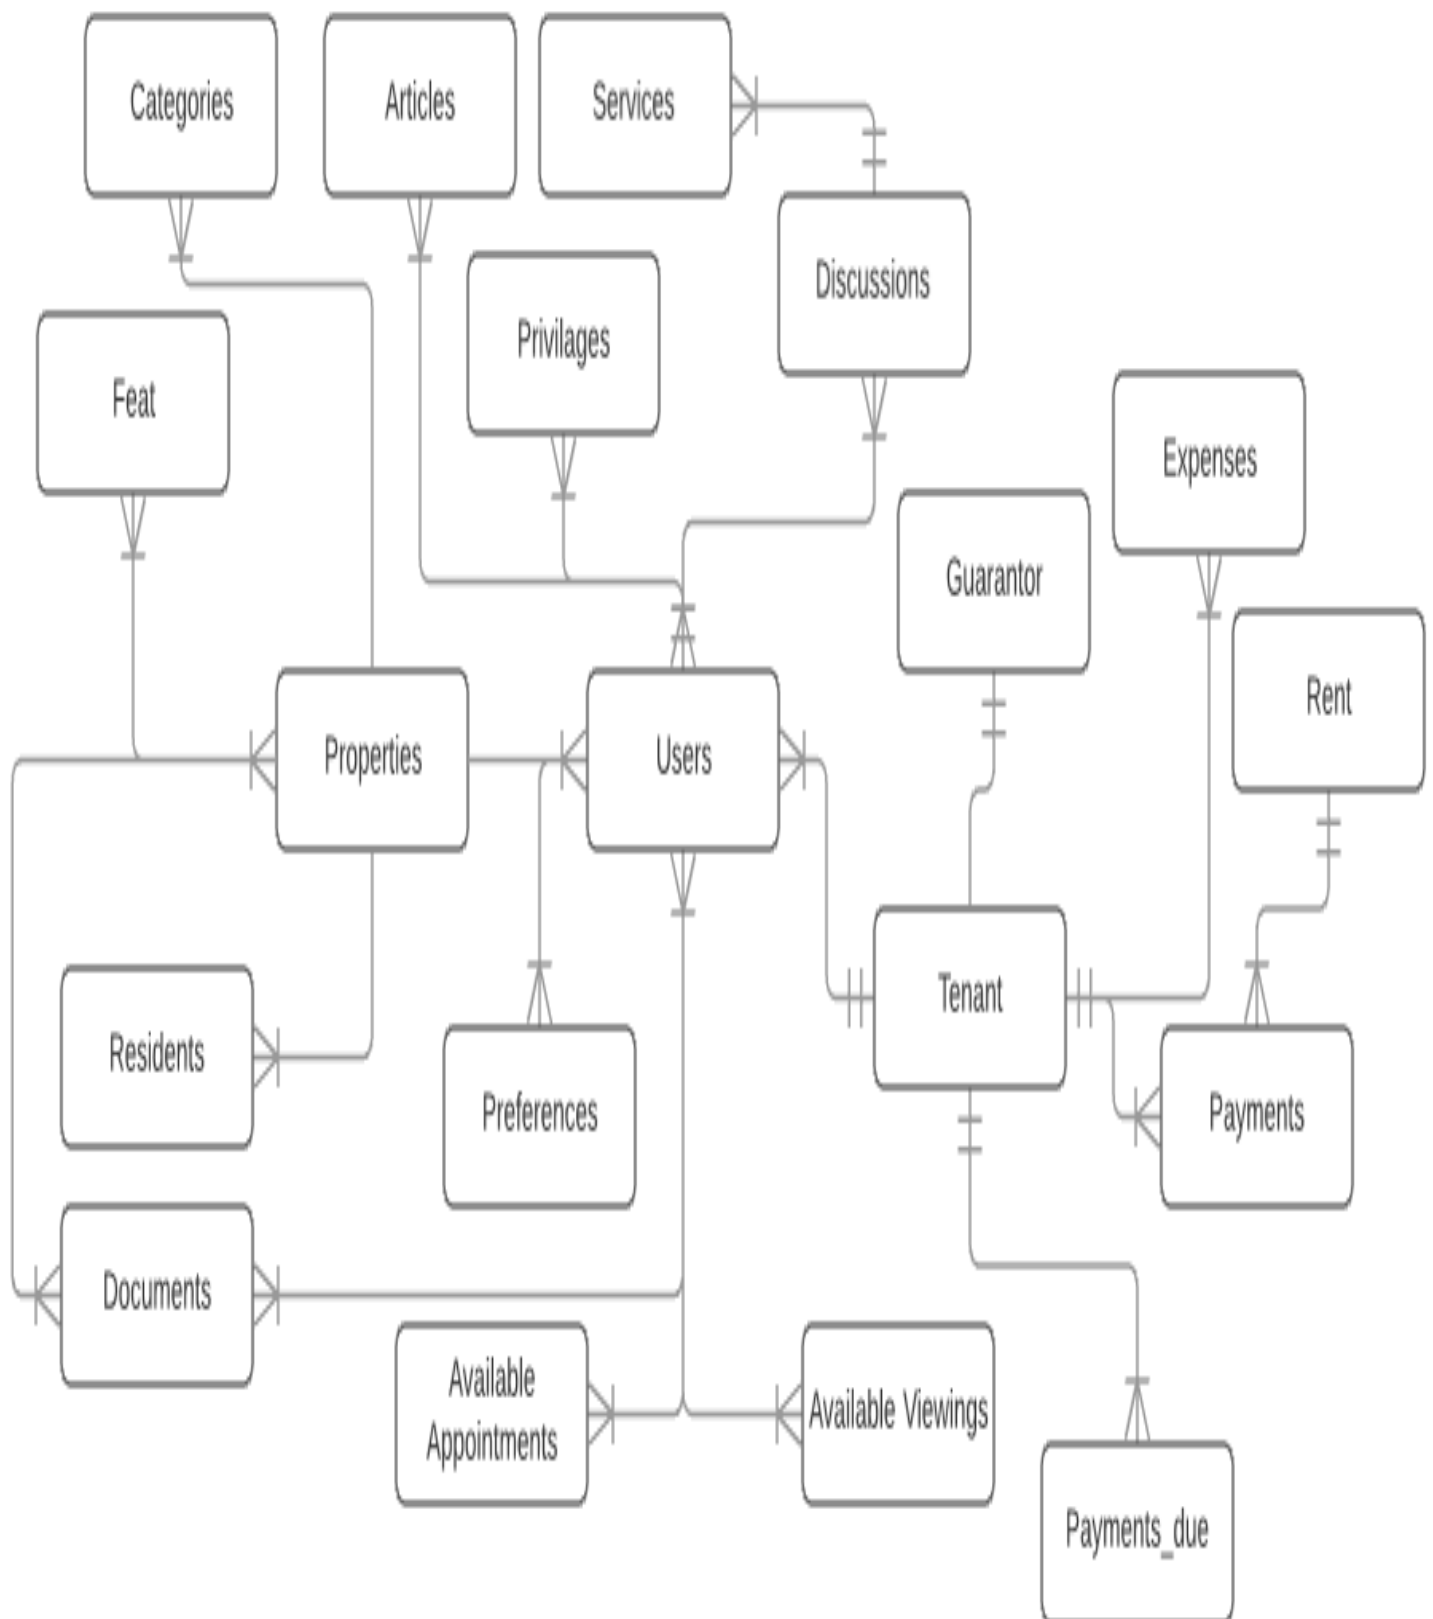 Categories
Articles
Services
Discussions
Privilages
Feat
Expenses
Guarantor
Rent
Properties
Users
Tenant
Residents
Preferences
Payments
Documents
Available
Appointments
Available Viewings
Payments_due